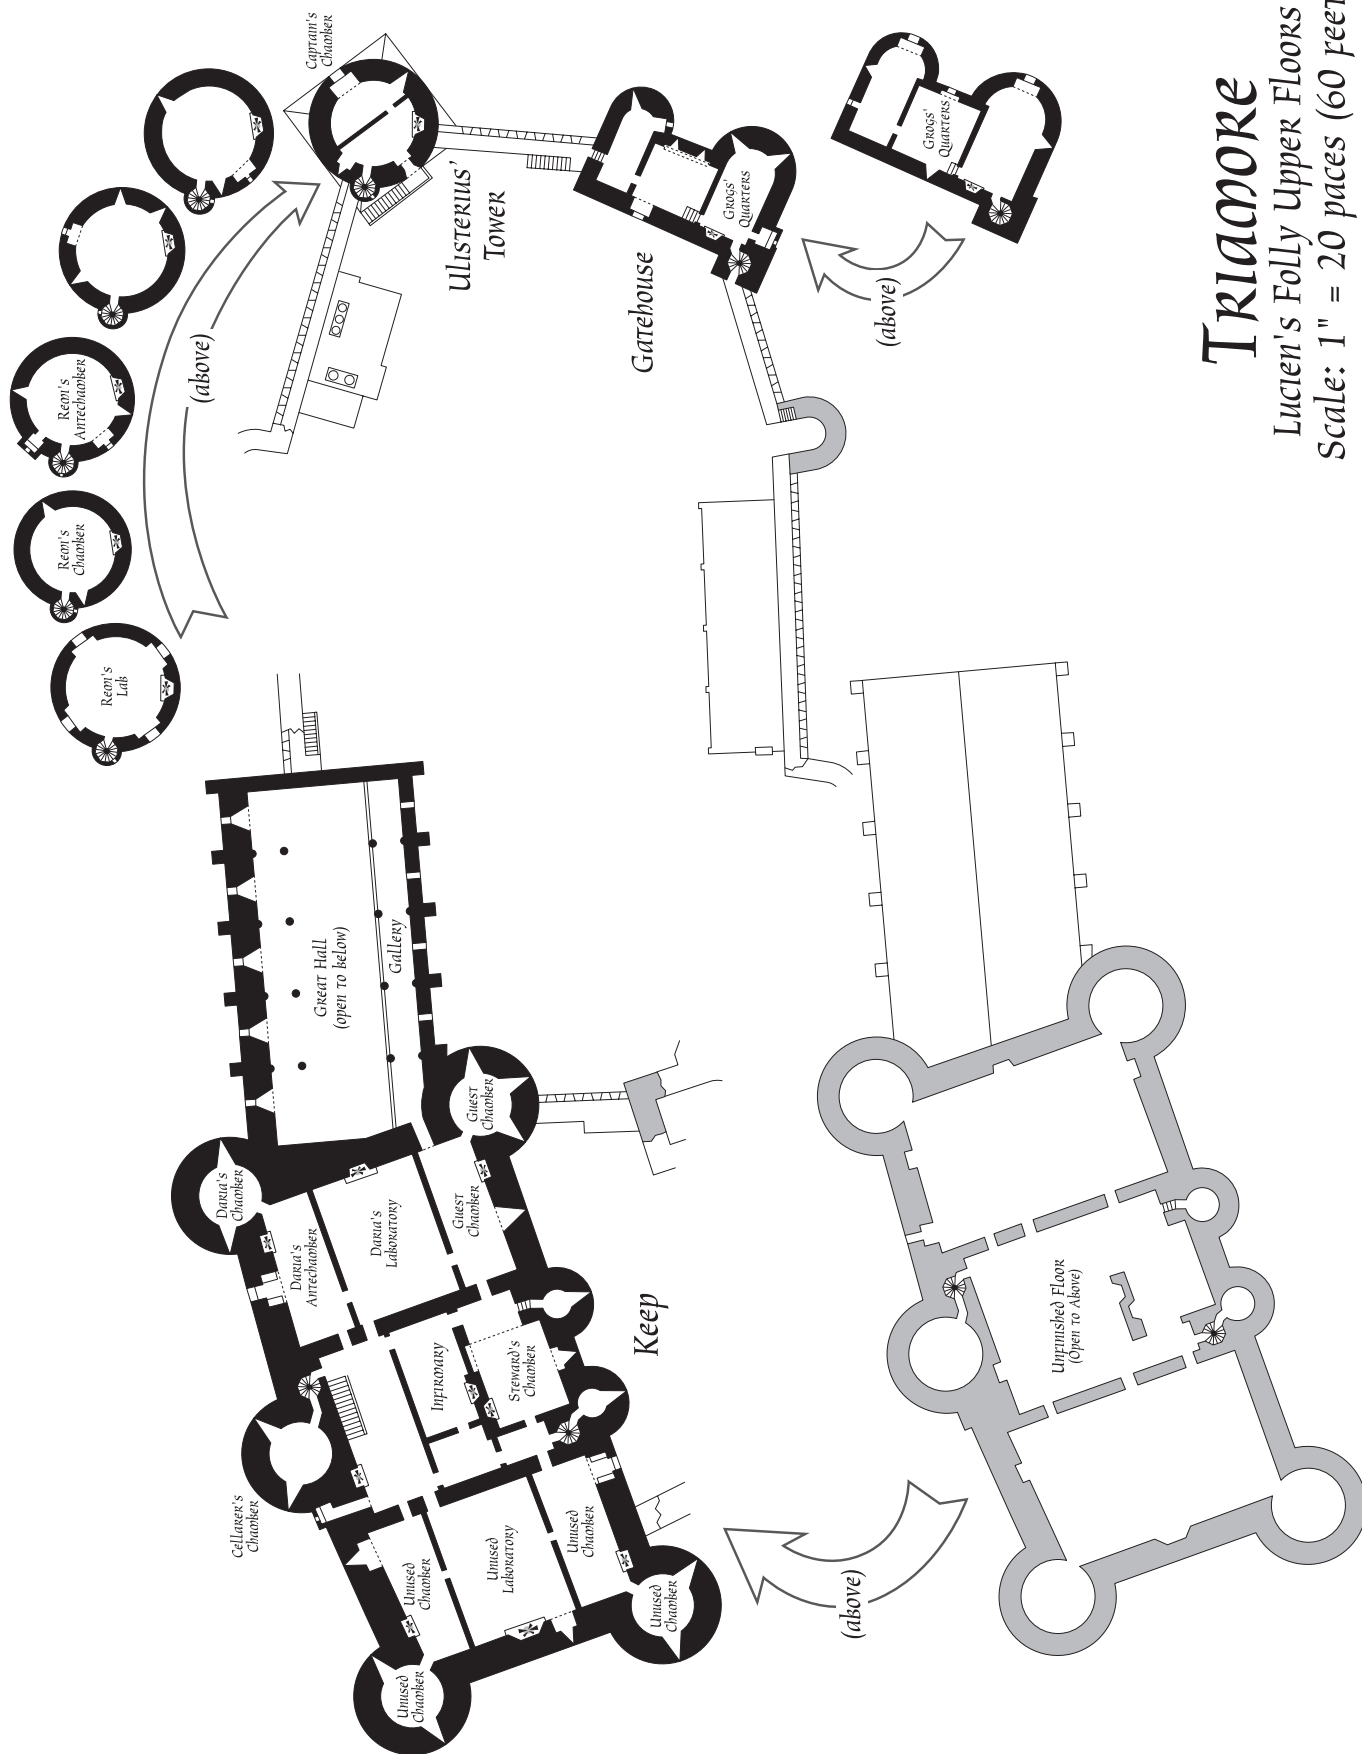 Triamore
Lucien's Folly Upper Floors
Scale: 1" = 20 paces (60 feet)
Captain's
Chamber
Remi's
Antechamber
Remi's
Chamber
Remi's
Lab
(above)
Ulisterius'
Tower
Gatehouse
Grogs'
Quarters
Grogs'
Quarters
(above)
Great Hall
(open to below)
Gallery
Guest
Chamber
Guest
Chamber
Daria's
Chamber
Daria's
Antechamber
Daria's
Laboratory
Infirmary
Steward's
Chamber
Keep
Cellarer's
Chamber
Unused
Chamber
Unused
Laboratory
Unused
Chamber
Unused
Chamber
Unused
Chamber
Unfinished Floor
(Open to Above)
(above)